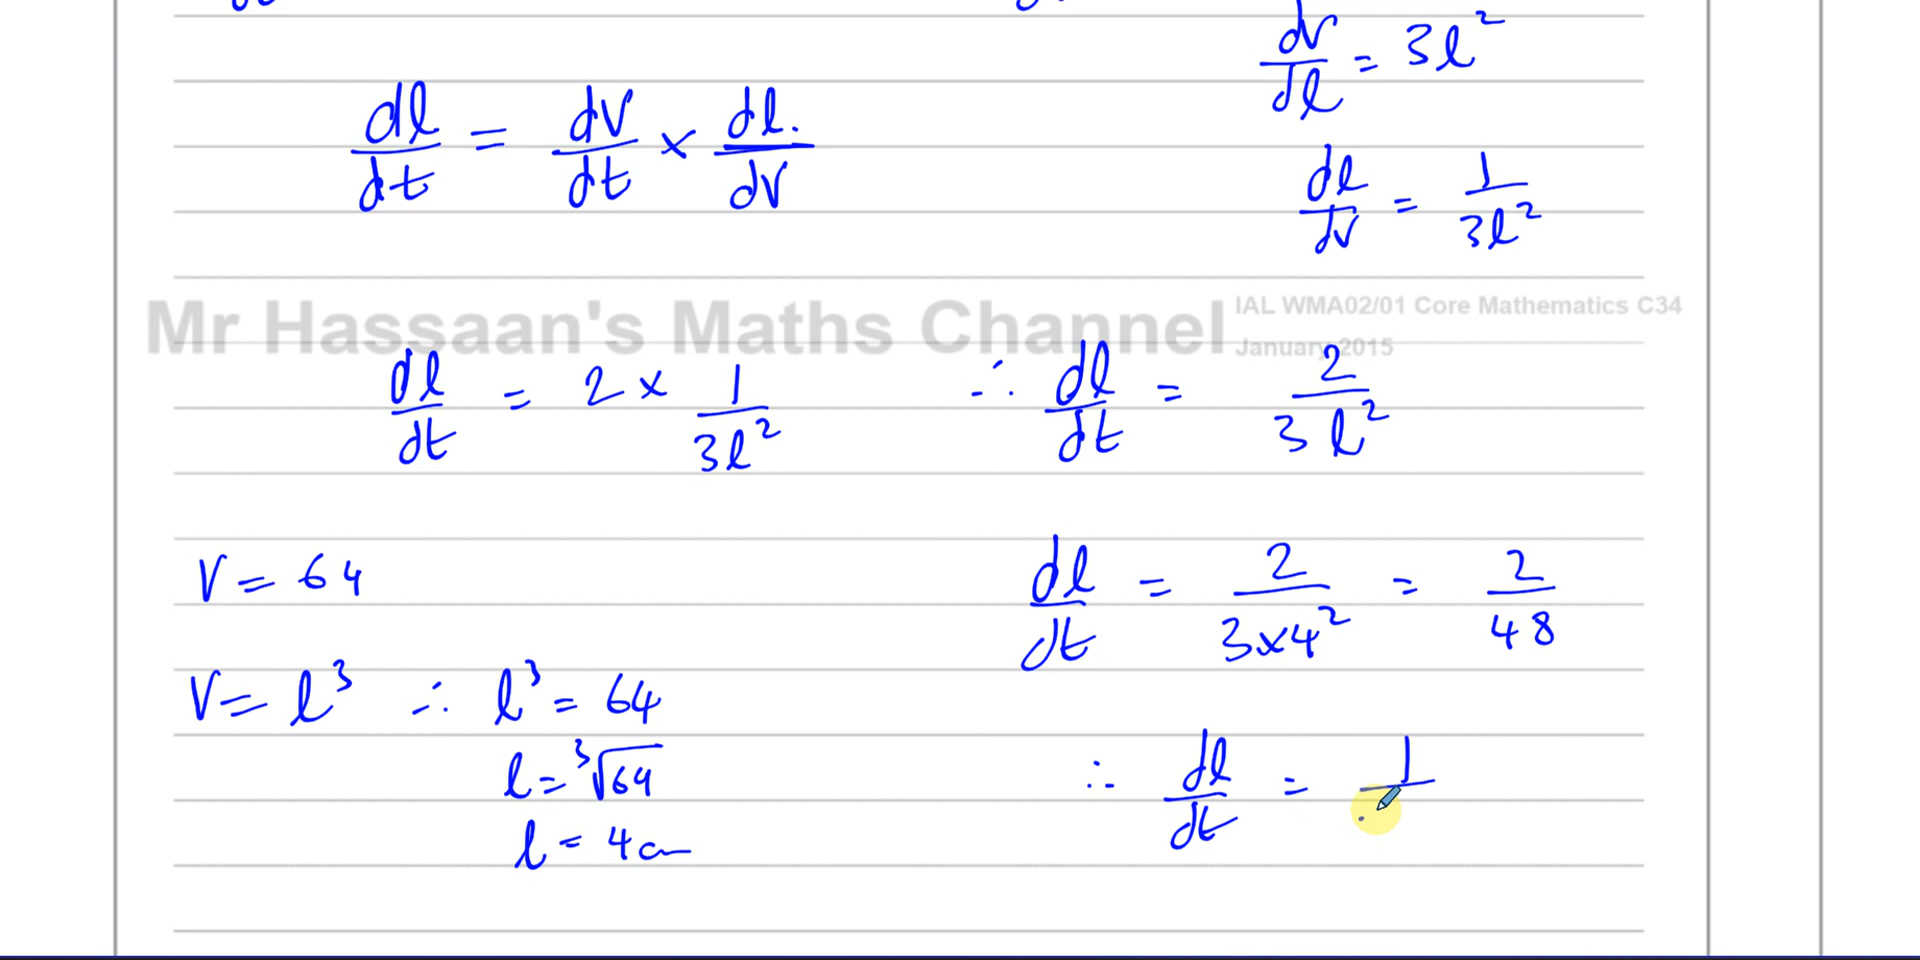 dV/dl = 3l²
dl/dt = dV/dt × dl/dV
dl/dV = 1/3l²
Mr Hassaan's Maths Channel
IAL WMA02/01 Core Mathematics C34
January 2015
dl/dt = 2 × 1/3l² ∴ dl/dt = 2/3l²
V = 64
dl/dt = 2/3×4² = 2/48
V = l³ ∴ l³ = 64
l = ³√64
l = 4cm
∴ dl/dt = 1/